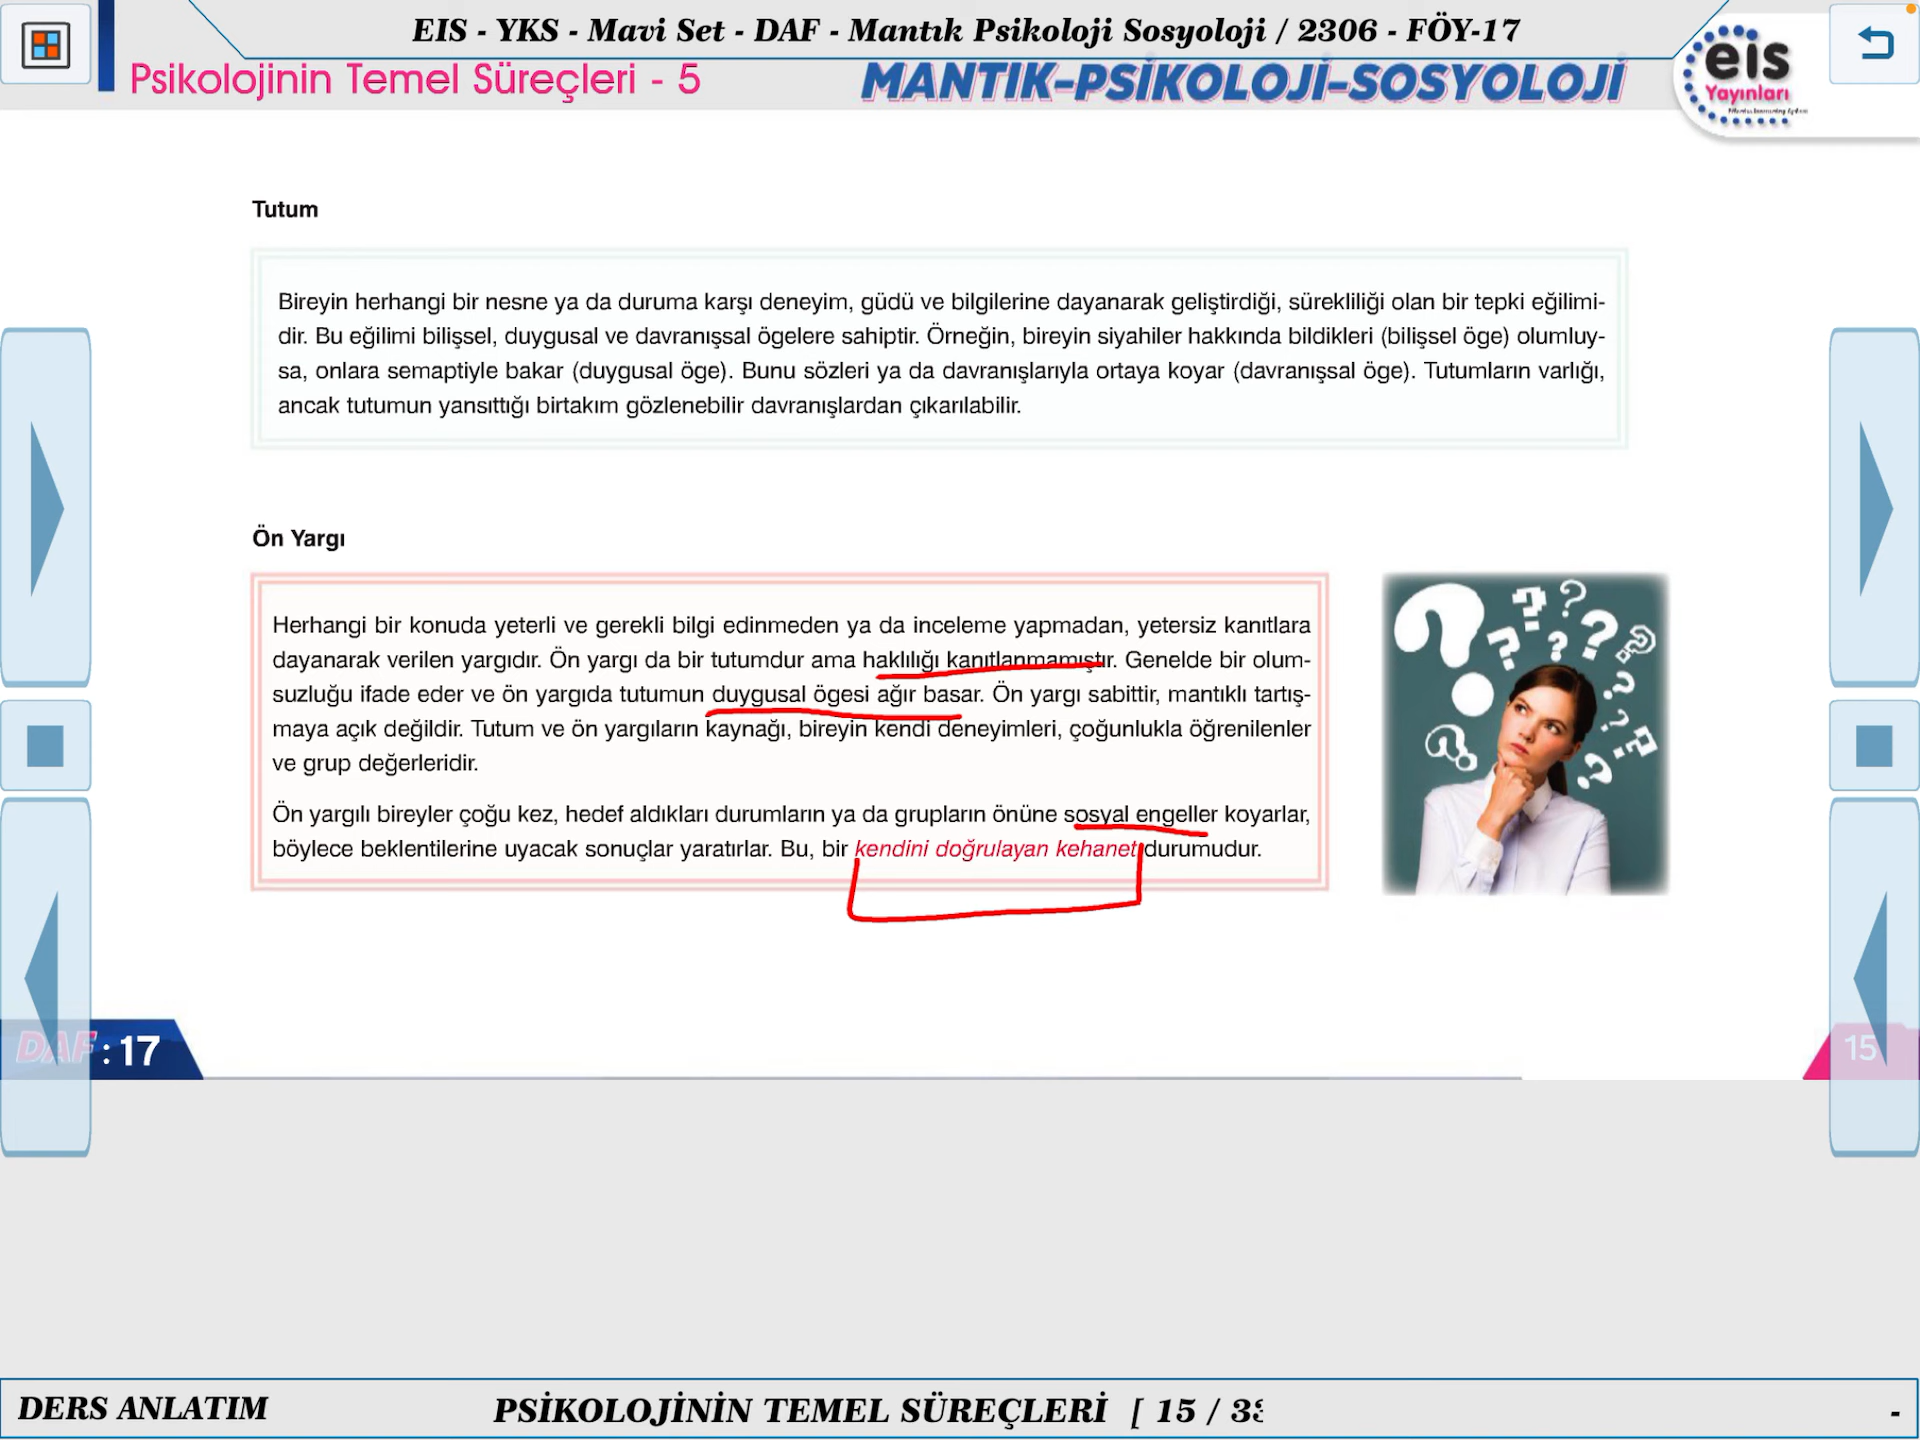 EIS - YKS - Mavi Set - DAF - Mantık Psikoloji Sosyoloji / 2306 - FÖY-17
Psikolojinin Temel Süreçleri - 5
MANTIK-PSİKOLOJİ-SOSYOLOJİ
eis
Yayınları
Tutum
Bireyin herhangi bir nesne ya da duruma karşı deneyim, güdü ve bilgilerine dayanarak geliştirdiği, sürekliliği olan bir tepki eğilimi-
dir. Bu eğilimi bilişsel, duygusal ve davranışsal ögelere sahiptir. Örneğin, bireyin siyahiler hakkında bildikleri (bilişsel öge) olumluy-
sa, onlara semaptiyle bakar (duygusal öge). Bunu sözleri ya da davranışlarıyla ortaya koyar (davranışsal öge). Tutumların varlığı,
ancak tutumun yansıttığı birtakım gözlenebilir davranışlardan çıkarılabilir.
Ön Yargı
Herhangi bir konuda yeterli ve gerekli bilgi edinmeden ya da inceleme yapmadan, yetersiz kanıtlara
dayanarak verilen yargıdır. Ön yargı da bir tutumdur ama haklılığı kanıtlanmamıştır. Genelde bir olum-
suzluğu ifade eder ve ön yargıda tutumun duygusal ögesi ağır basar. Ön yargı sabittir, mantıklı tartış-
maya açık değildir. Tutum ve ön yargıların kaynağı, bireyin kendi deneyimleri, çoğunlukla öğrenilenler
ve grup değerleridir.
Ön yargılı bireyler çoğu kez, hedef aldıkları durumların ya da grupların önüne sosyal engeller koyarlar,
böylece beklentilerine uyacak sonuçlar yaratırlar. Bu, bir kendini doğrulayan kehanet durumudur.
DAF : 17
15
DERS ANLATIM
PSİKOLOJİNİN TEMEL SÜREÇLERİ [ 15 /
-